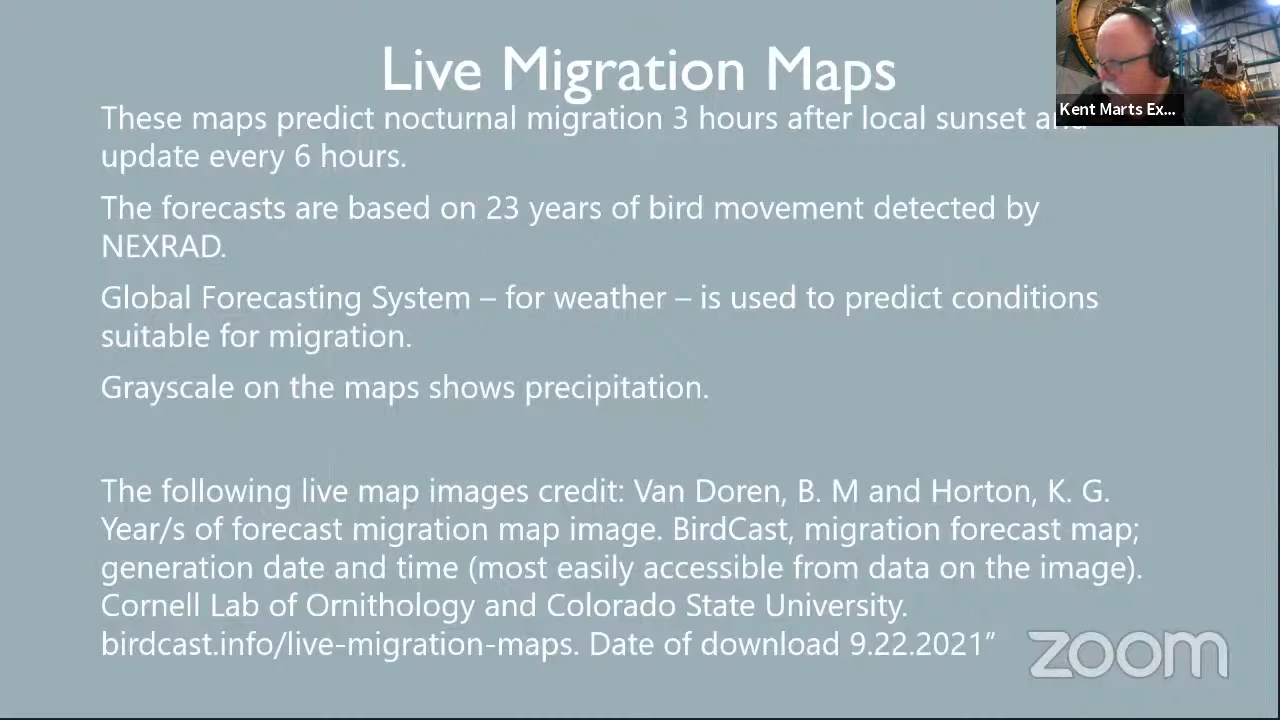 Live Migration Maps
Kent Marts Ex...
These maps predict nocturnal migration 3 hours after local sunset and
update every 6 hours.
The forecasts are based on 23 years of bird movement detected by
NEXRAD.
Global Forecasting System – for weather – is used to predict conditions
suitable for migration.
Grayscale on the maps shows precipitation.
The following live map images credit: Van Doren, B. M and Horton, K. G.
Year/s of forecast migration map image. BirdCast, migration forecast map;
generation date and time (most easily accessible from data on the image).
Cornell Lab of Ornithology and Colorado State University.
birdcast.info/live-migration-maps. Date of download 9.22.2021”
zoom